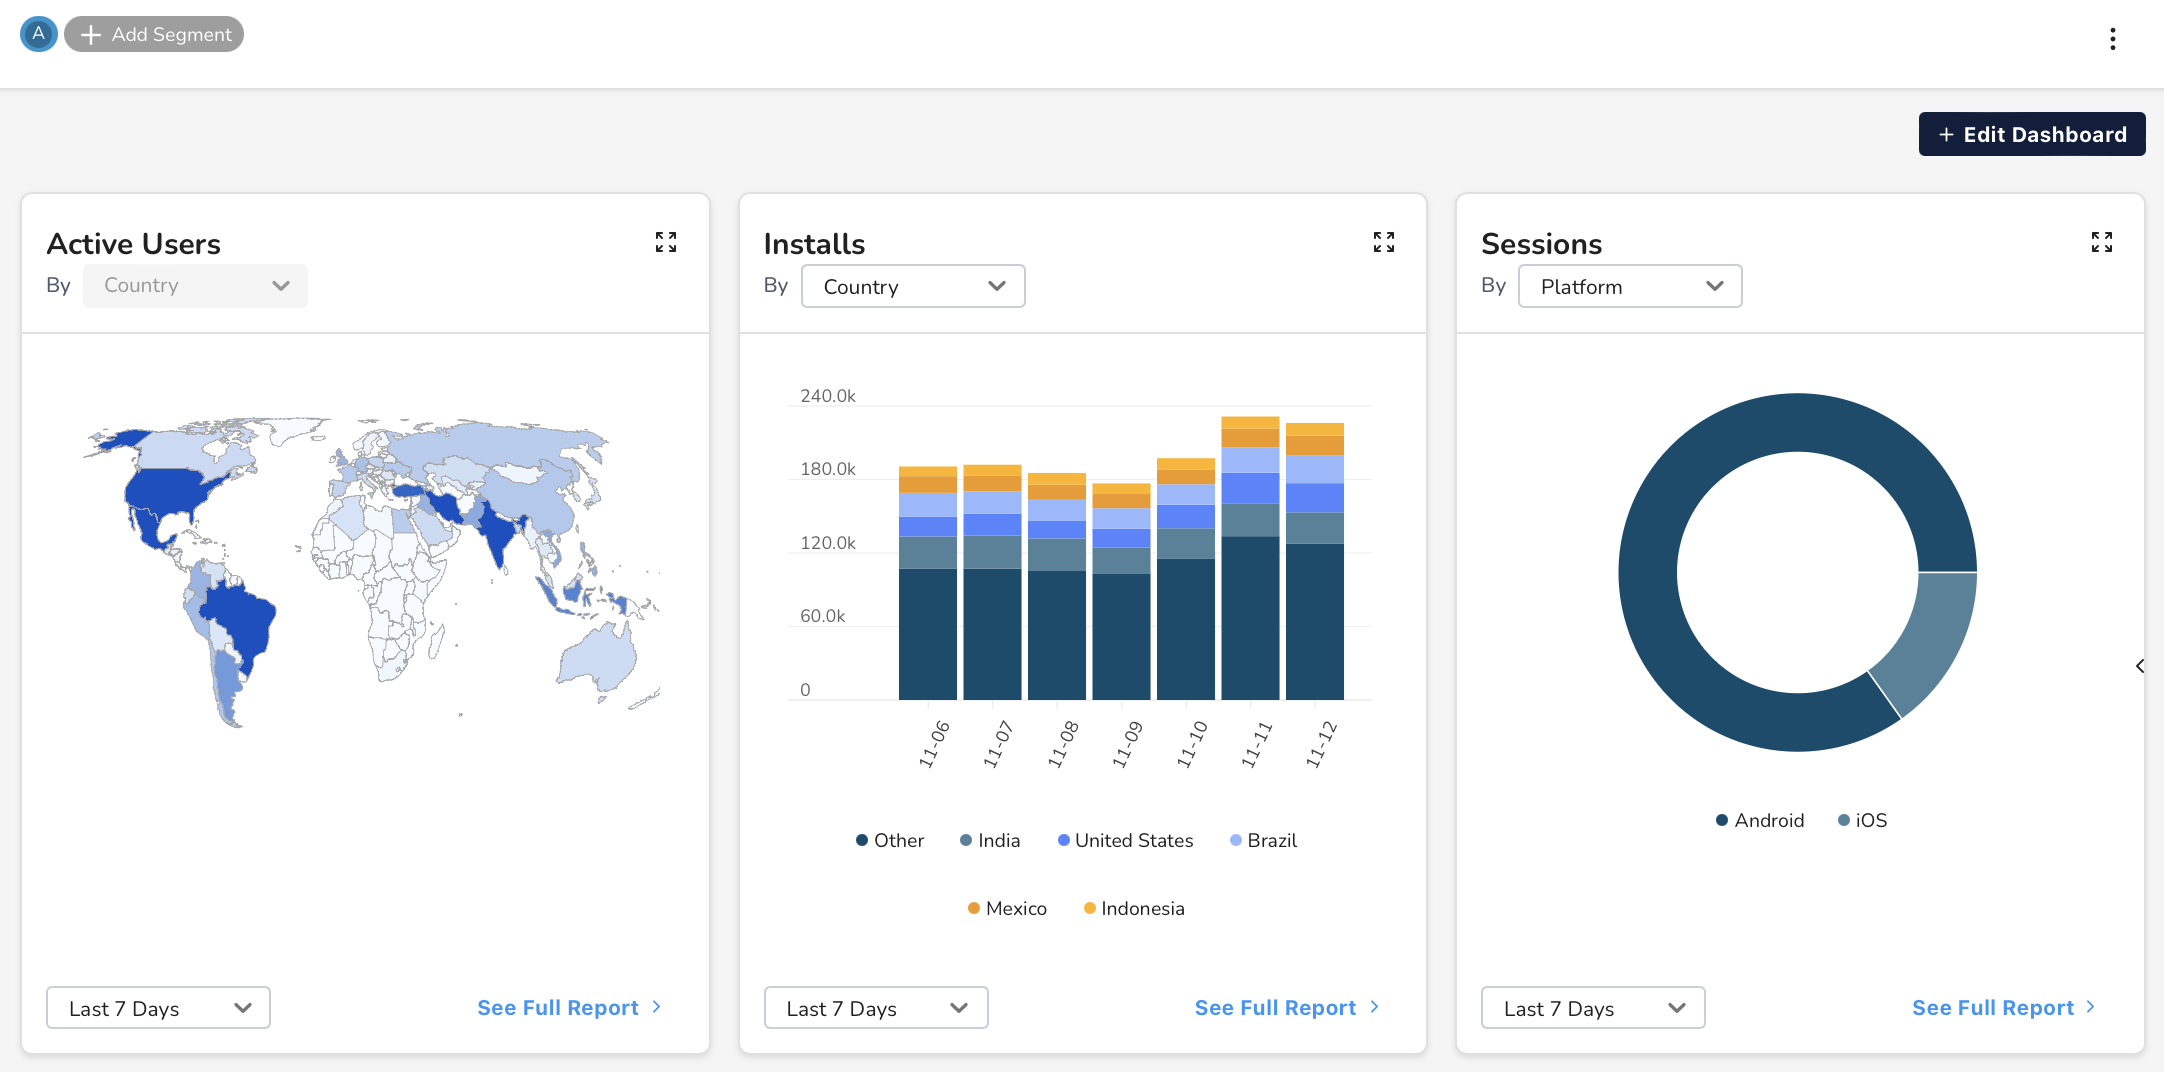 A
Add Segment
+ Edit Dashboard
Active Users
By Country
Last 7 Days
See Full Report
Installs
By Country
240.0k
180.0k
120.0k
60.0k
0
11-06 11-07 11-08 11-09 11-10 11-11 11-12
Other India United States Brazil
Mexico Indonesia
Last 7 Days
See Full Report
Sessions
By Platform
Android iOS
Last 7 Days
See Full Report